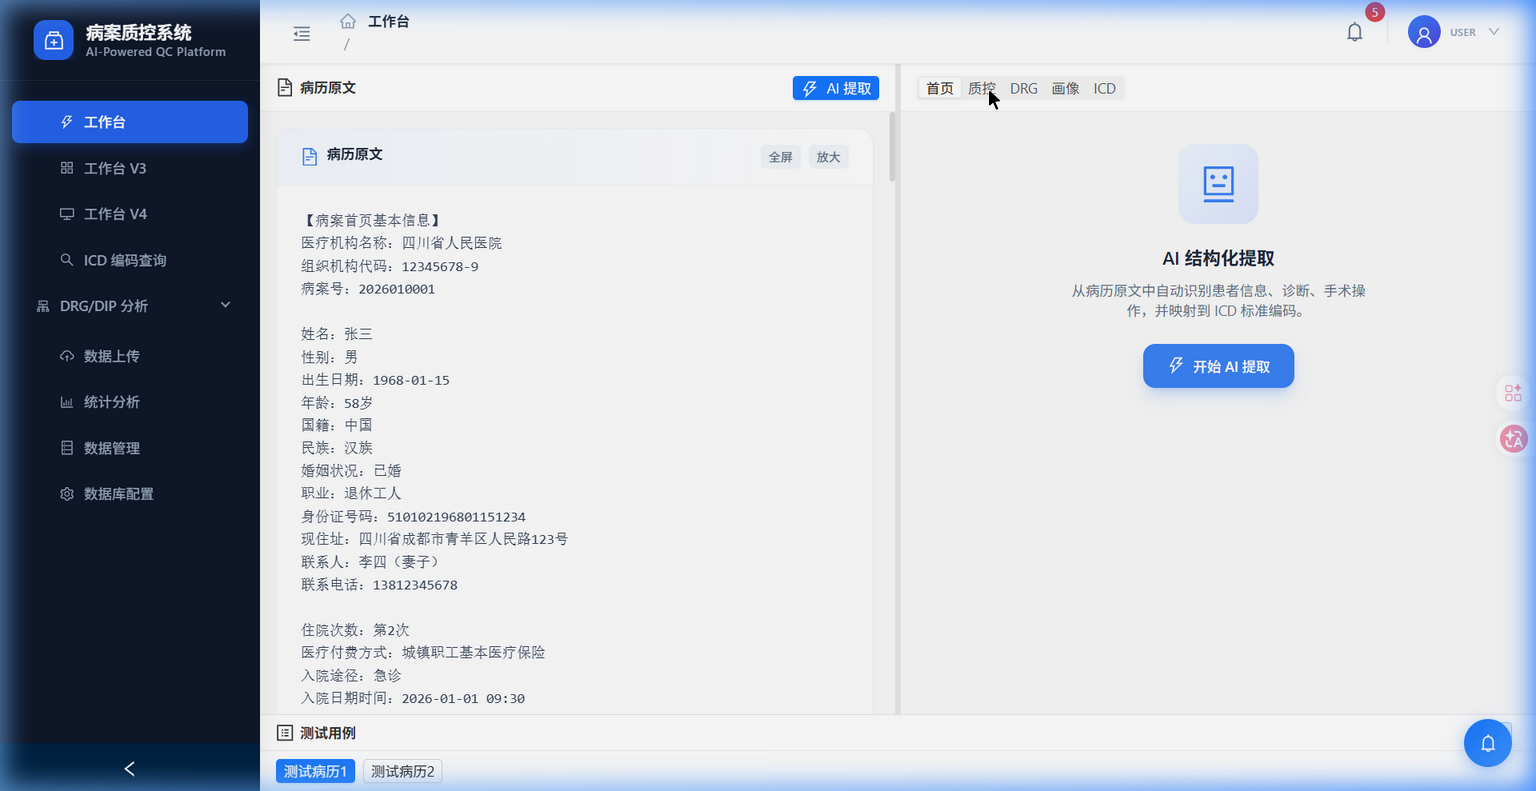 病案质控系统
AI-Powered QC Platform
工作台
工作台 V3
工作台 V4
ICD 编码查询
DRG/DIP 分析
数据上传
统计分析
数据管理
数据库配置
工作台
/
5
USER
病历原文
AI 提取
病历原文
全屏 放大
【病案首页基本信息】
医疗机构名称：四川省人民医院
组织机构代码：12345678-9
病案号：2026010001
姓名：张三
性别：男
出生日期：1968-01-15
年龄：58岁
国籍：中国
民族：汉族
婚姻状况：已婚
职业：退休工人
身份证号码：510102196801151234
现住址：四川省成都市青羊区人民路123号
联系人：李四（妻子）
联系电话：13812345678
住院次数：第2次
医疗付费方式：城镇职工基本医疗保险
入院途径：急诊
入院日期时间：2026-01-01 09:30
首页 质控 DRG 画像 ICD
AI 结构化提取
从病历原文中自动识别患者信息、诊断、手术操
作，并映射到 ICD 标准编码。
开始 AI 提取
测试用例
测试病历1 测试病历2